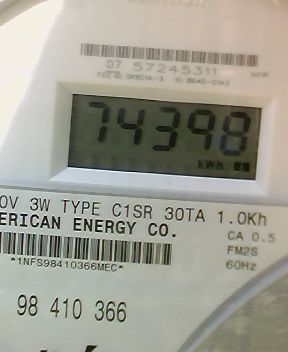 07 57245311
74398
kWh
0V 3W TYPE C1SR 30TA 1.0Kh
ERICAN ENERGY CO.
CA 0.5
FM2S
60Hz
*1NFS98410366MEC*
98 410 366